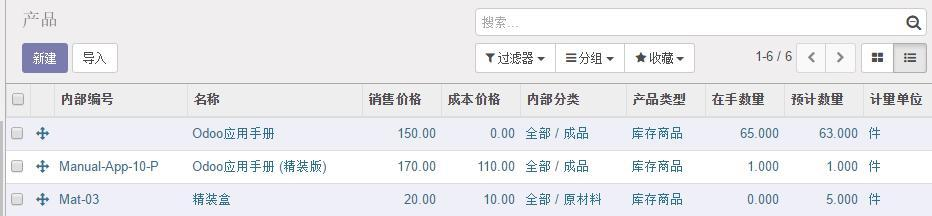 产品
搜索...
新建 导入 过滤器 分组 收藏 1-6 / 6
内部编号 名称 销售价格 成本价格 内部分类 产品类型 在手数量 预计数量 计量单位
Odoo应用手册 150.00 0.00 全部 / 成品 库存商品 65.000 63.000 件
Manual-App-10-P Odoo应用手册 (精装版) 170.00 110.00 全部 / 成品 库存商品 1.000 1.000 件
Mat-03 精装盒 20.00 10.00 全部 / 原材料 库存商品 0.000 5.000 件